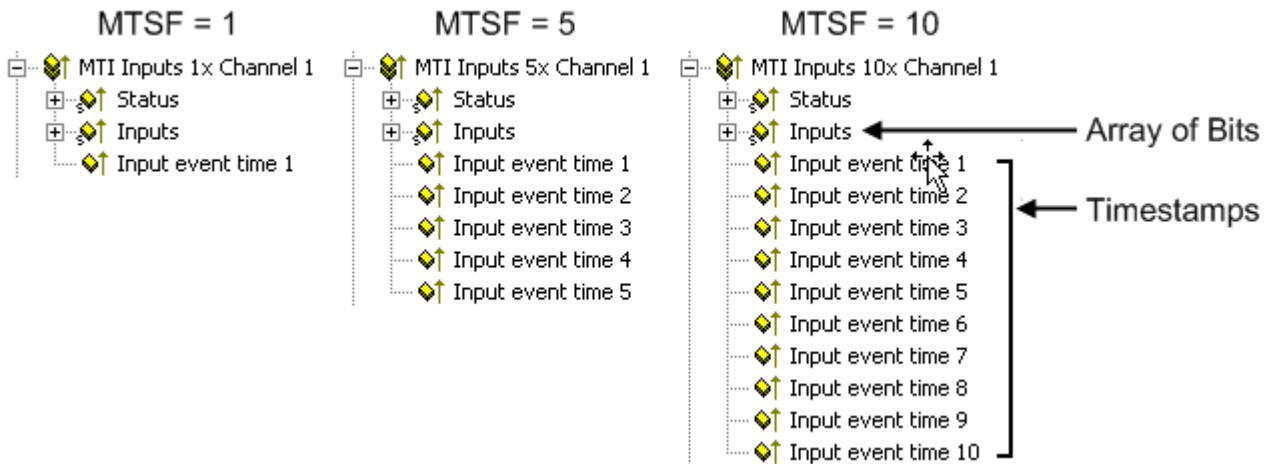 MTSF = 1
MTI Inputs 1x Channel 1
Status
Inputs
Input event time 1
MTSF = 5
MTI Inputs 5x Channel 1
Status
Inputs
Input event time 1
Input event time 2
Input event time 3
Input event time 4
Input event time 5
MTSF = 10
MTI Inputs 10x Channel 1
Status
Inputs
Input event time 1
Input event time 2
Input event time 3
Input event time 4
Input event time 5
Input event time 6
Input event time 7
Input event time 8
Input event time 9
Input event time 10
Array of Bits
Timestamps